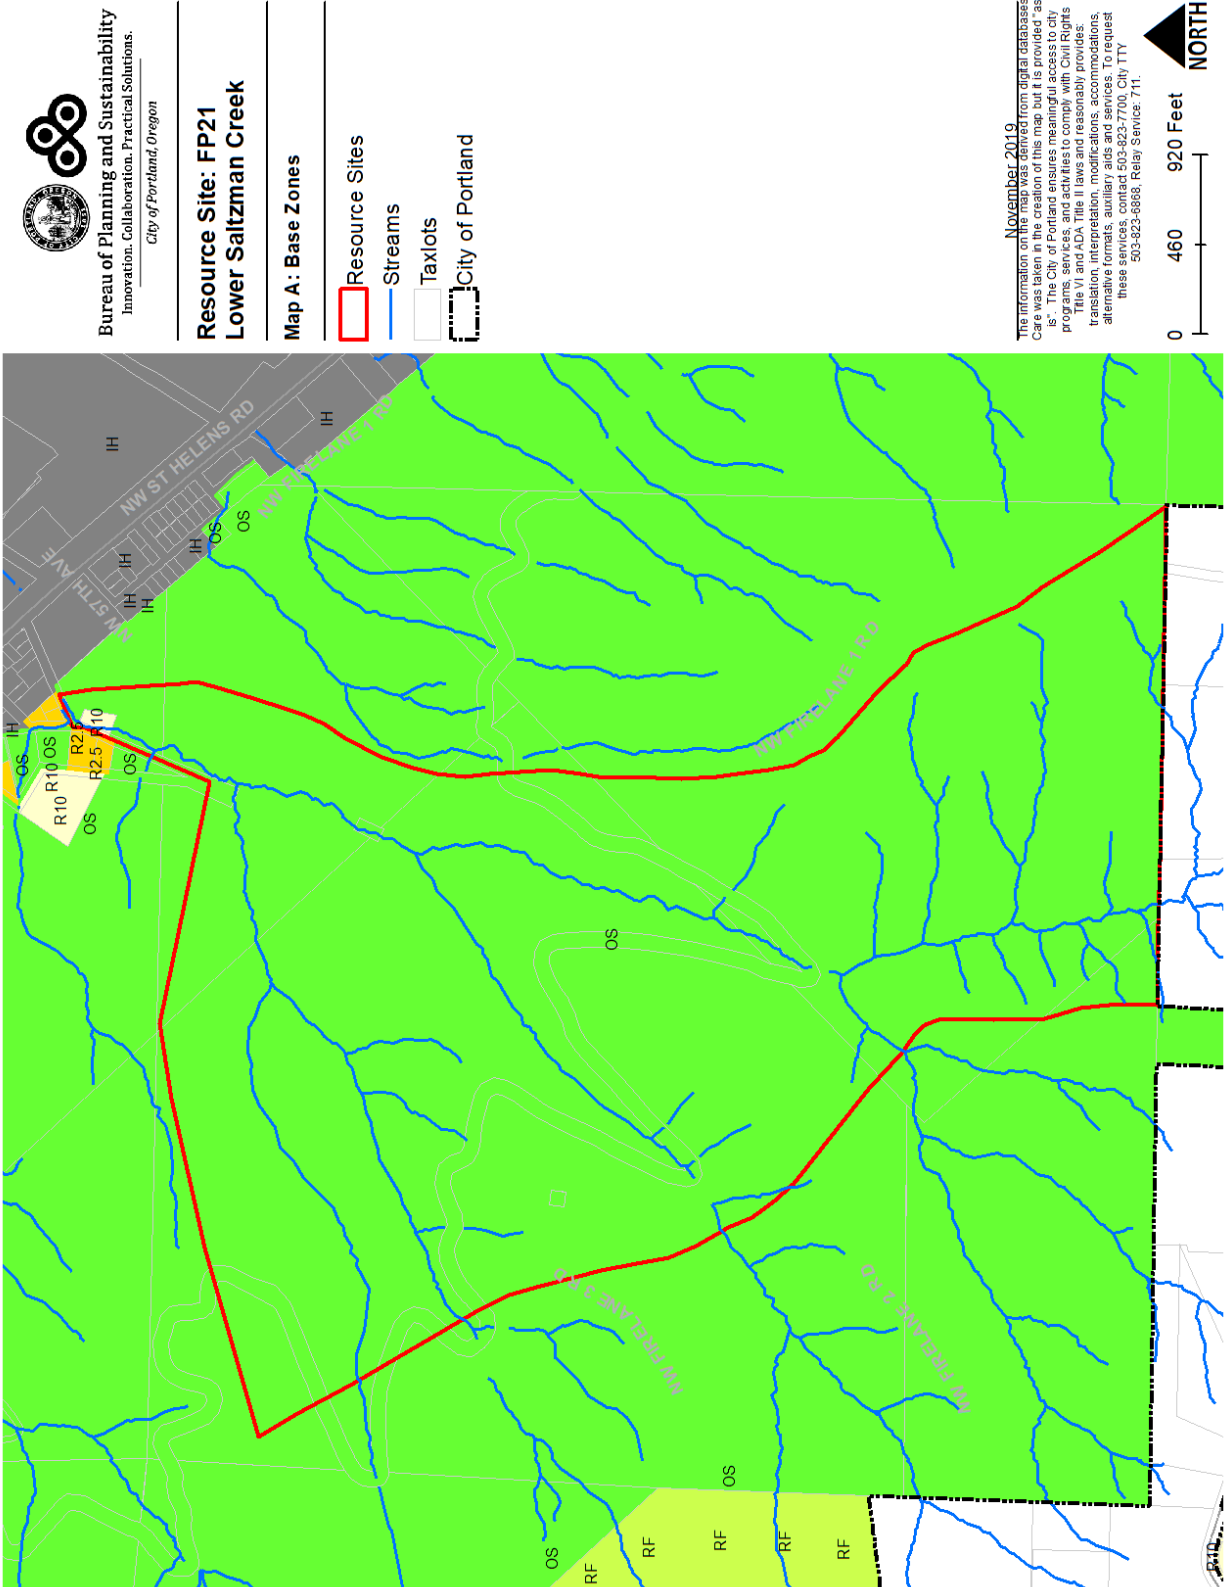 Bureau of Planning and Sustainability
Innovation. Collaboration. Practical Solutions.
City of Portland, Oregon
Resource Site: FP21
Lower Saltzman Creek
Map A: Base Zones
Resource Sites
Streams
Taxlots
City of Portland
November 2019
The information on the map was derived from digital databases
Care was taken in the creation of this map but it is provided "as
is". The City of Portland ensures meaningful access to city
programs, services, and activities to comply with Civil Rights
Title VI and ADA Title II laws and reasonably provides:
translation, interpretation, modifications, accommodations,
alternative formats, auxiliary aids and services. To request
these services, contact 503-823-7700, City TTY
503-823-6868, Relay Service: 711.
0 460 920 Feet
NORTH
IH
IH
IH
IH
IH
IH
IH
NW ST HELENS RD
NW 57TH AVE
NW FIRELANE 1 RD
NW FIRELANE 1 RD
NW FIRELANE 3 RD
NW FIRELANE 2 RD
OS
OS
OS
OS
OS
OS
OS
OS
OS
R2.5
R2.5
R10
R10
R10
RF
RF
RF
RF
RF
R10